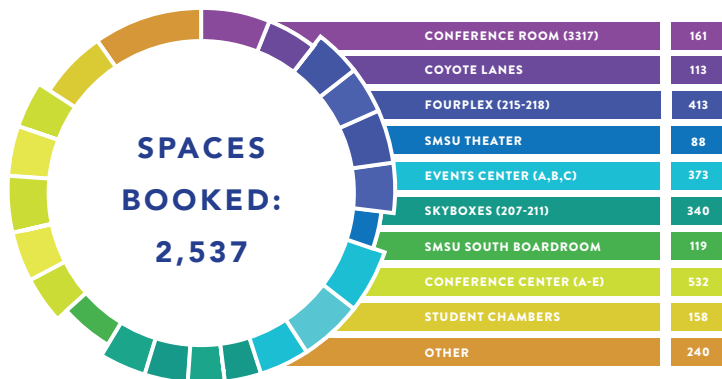 SPACES
BOOKED:
2,537
CONFERENCE ROOM (3317) 161
COYOTE LANES 113
FOURPLEX (215-218) 413
SMSU THEATER 88
EVENTS CENTER (A,B,C) 373
SKYBOXES (207-211) 340
SMSU SOUTH BOARDROOM 119
CONFERENCE CENTER (A-E) 532
STUDENT CHAMBERS 158
OTHER 240